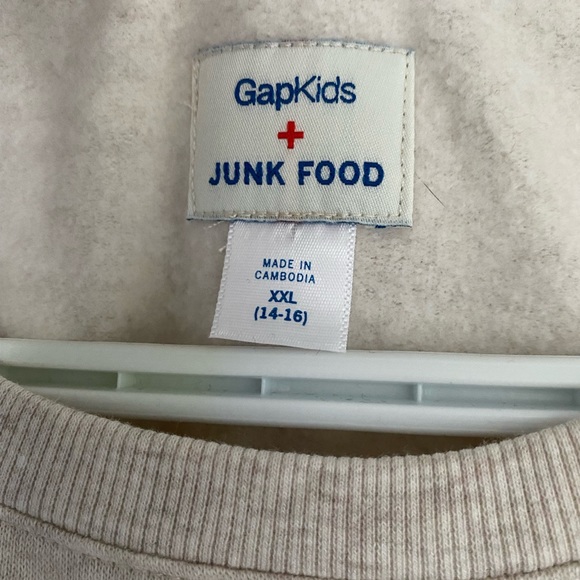 GapKids
+
JUNK FOOD
MADE IN
CAMBODIA
XXL
(14-16)